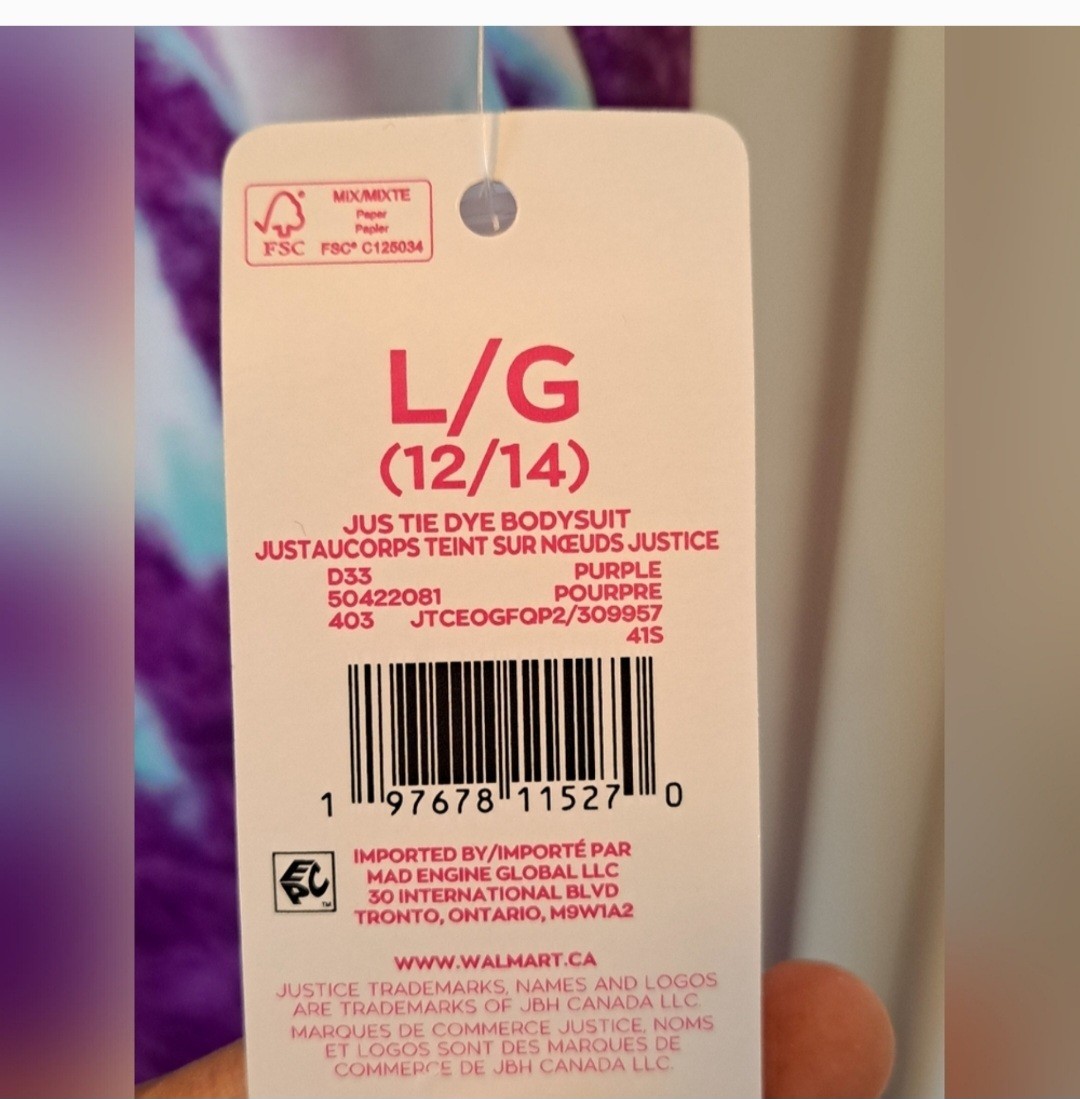 MIX/MIXTE
Paper
Papier
FSC FSC® C125034
L/G
(12/14)
JUS TIE DYE BODYSUIT
JUSTAUCORPS TEINT SUR NŒUDS JUSTICE
D33 PURPLE
50422081 POURPRE
403 JTCEOGFQP2/309957
41S
1 97678 11527 0
EC
PC TM
IMPORTED BY/IMPORTÉ PAR
MAD ENGINE GLOBAL LLC
30 INTERNATIONAL BLVD
TRONTO, ONTARIO, M9W1A2
WWW.WALMART.CA
JUSTICE TRADEMARKS, NAMES AND LOGOS
ARE TRADEMARKS OF JBH CANADA LLC.
MARQUES DE COMMERCE JUSTICE, NOMS
ET LOGOS SONT DES MARQUES DE
COMMERCE DE JBH CANADA LLC.